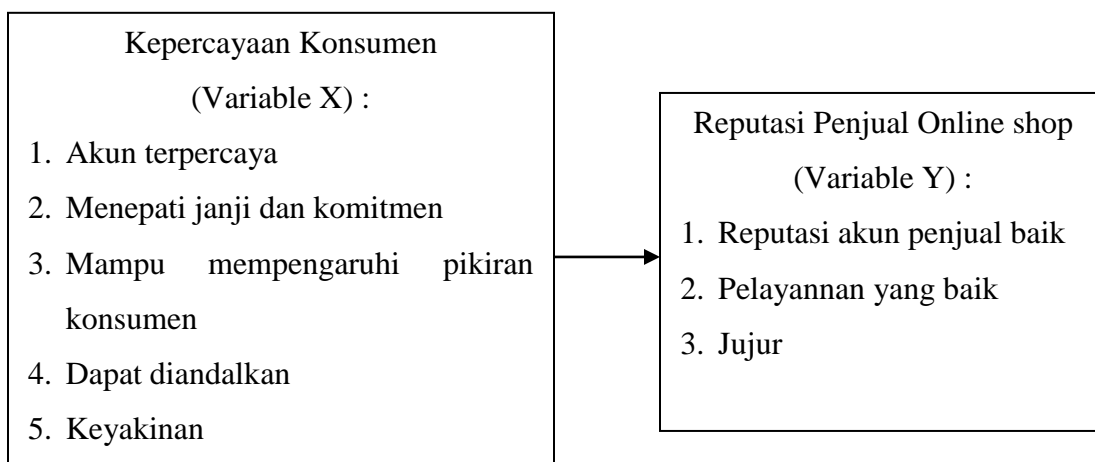 Kepercayaan Konsumen
(Variable X) :
1. Akun terpercaya
2. Menepati janji dan komitmen
3. Mampu mempengaruhi pikiran
konsumen
4. Dapat diandalkan
5. Keyakinan
Reputasi Penjual Online shop
(Variable Y) :
1. Reputasi akun penjual baik
2. Pelayannan yang baik
3. Jujur